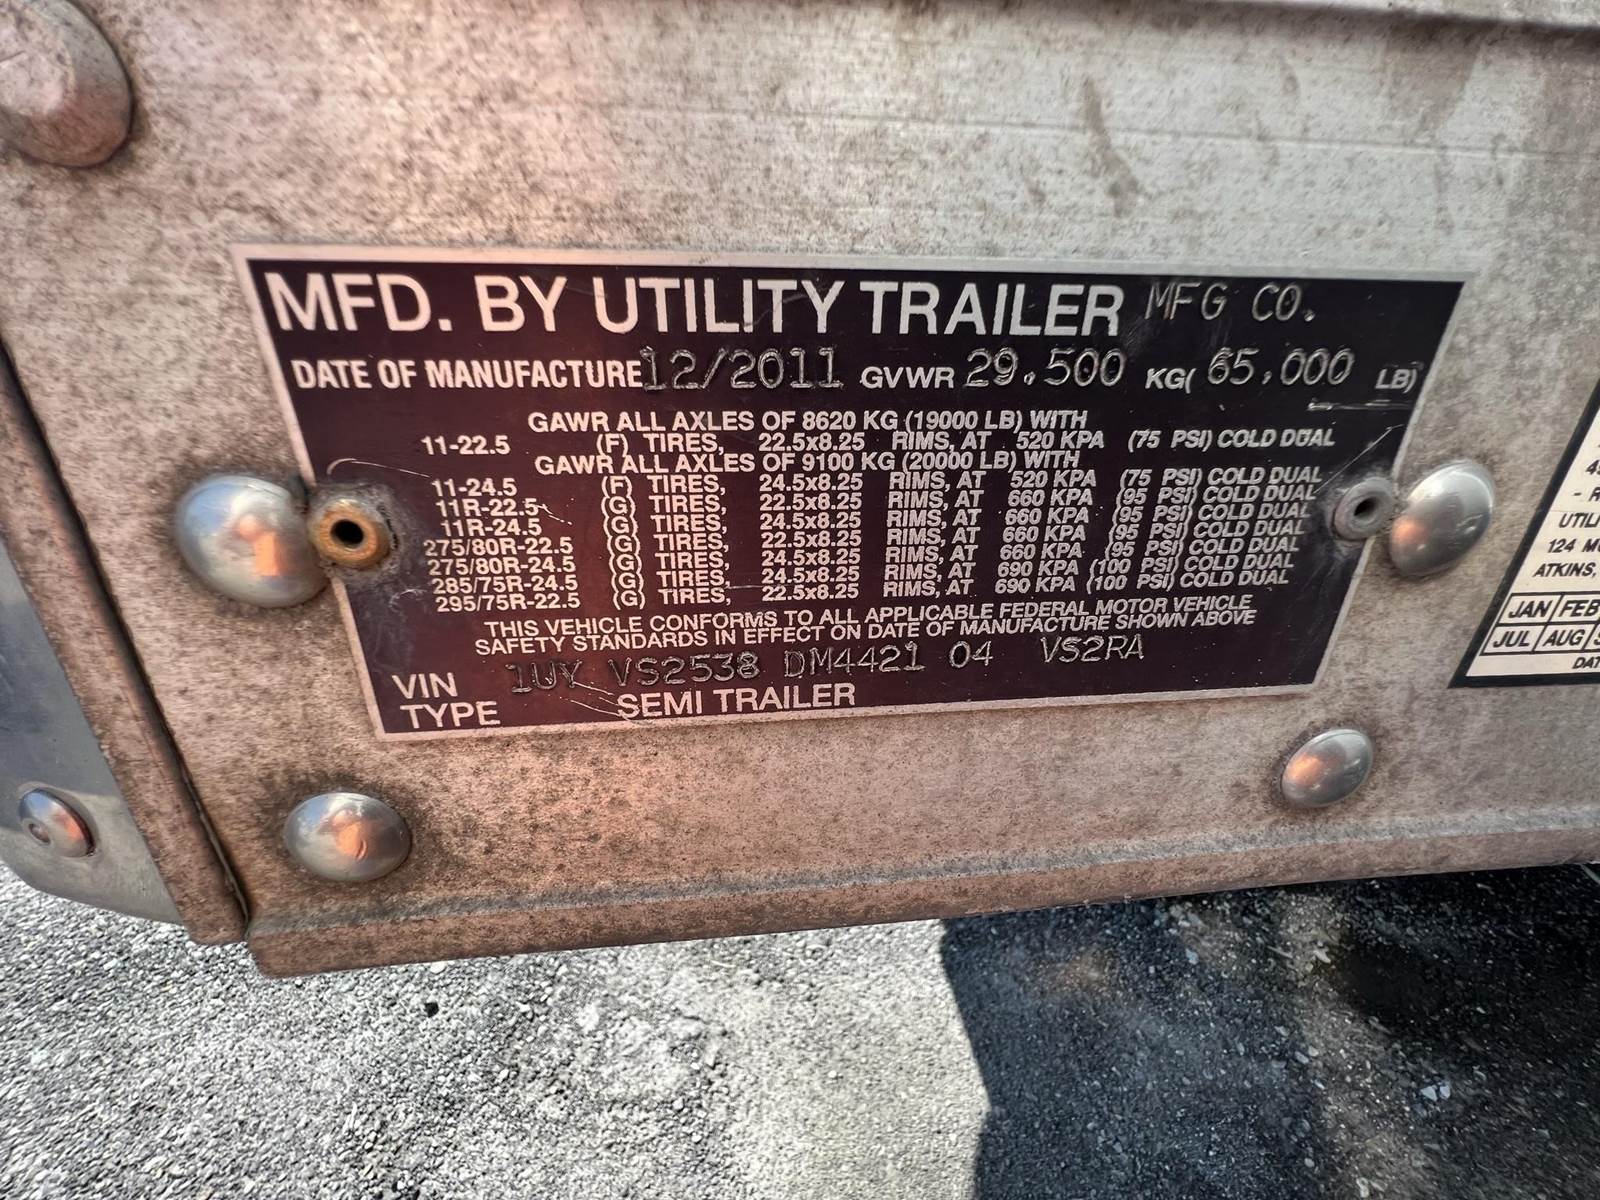 MFD. BY UTILITY TRAILER MFG CO.
DATE OF MANUFACTURE 12/2011 GVWR 29,500 KG( 65,000 LB)
GAWR ALL AXLES OF 8620 KG (19000 LB) WITH
11-22.5 (F) TIRES, 22.5x8.25 RIMS, AT 520 KPA (75 PSI) COLD DUAL
GAWR ALL AXLES OF 9100 KG (20000 LB) WITH
11-24.5 (F) TIRES, 24.5x8.25 RIMS, AT 520 KPA (75 PSI) COLD DUAL
11R-22.5 (G) TIRES, 22.5x8.25 RIMS, AT 660 KPA (95 PSI) COLD DUAL
11R-24.5 (G) TIRES, 24.5x8.25 RIMS, AT 660 KPA (95 PSI) COLD DUAL
275/80R-22.5 (G) TIRES, 22.5x8.25 RIMS, AT 660 KPA (95 PSI) COLD DUAL
275/80R-24.5 (G) TIRES, 24.5x8.25 RIMS, AT 660 KPA (95 PSI) COLD DUAL
285/75R-24.5 (G) TIRES, 24.5x8.25 RIMS, AT 690 KPA (100 PSI) COLD DUAL
295/75R-22.5 (G) TIRES, 22.5x8.25 RIMS, AT 690 KPA (100 PSI) COLD DUAL
THIS VEHICLE CONFORMS TO ALL APPLICABLE FEDERAL MOTOR VEHICLE
SAFETY STANDARDS IN EFFECT ON DATE OF MANUFACTURE SHOWN ABOVE
VIN 1UY VS2538 DM4421 04 VS2RA
TYPE SEMI TRAILER
124 M
ATKINS,
JAN FEB
JUL AUG